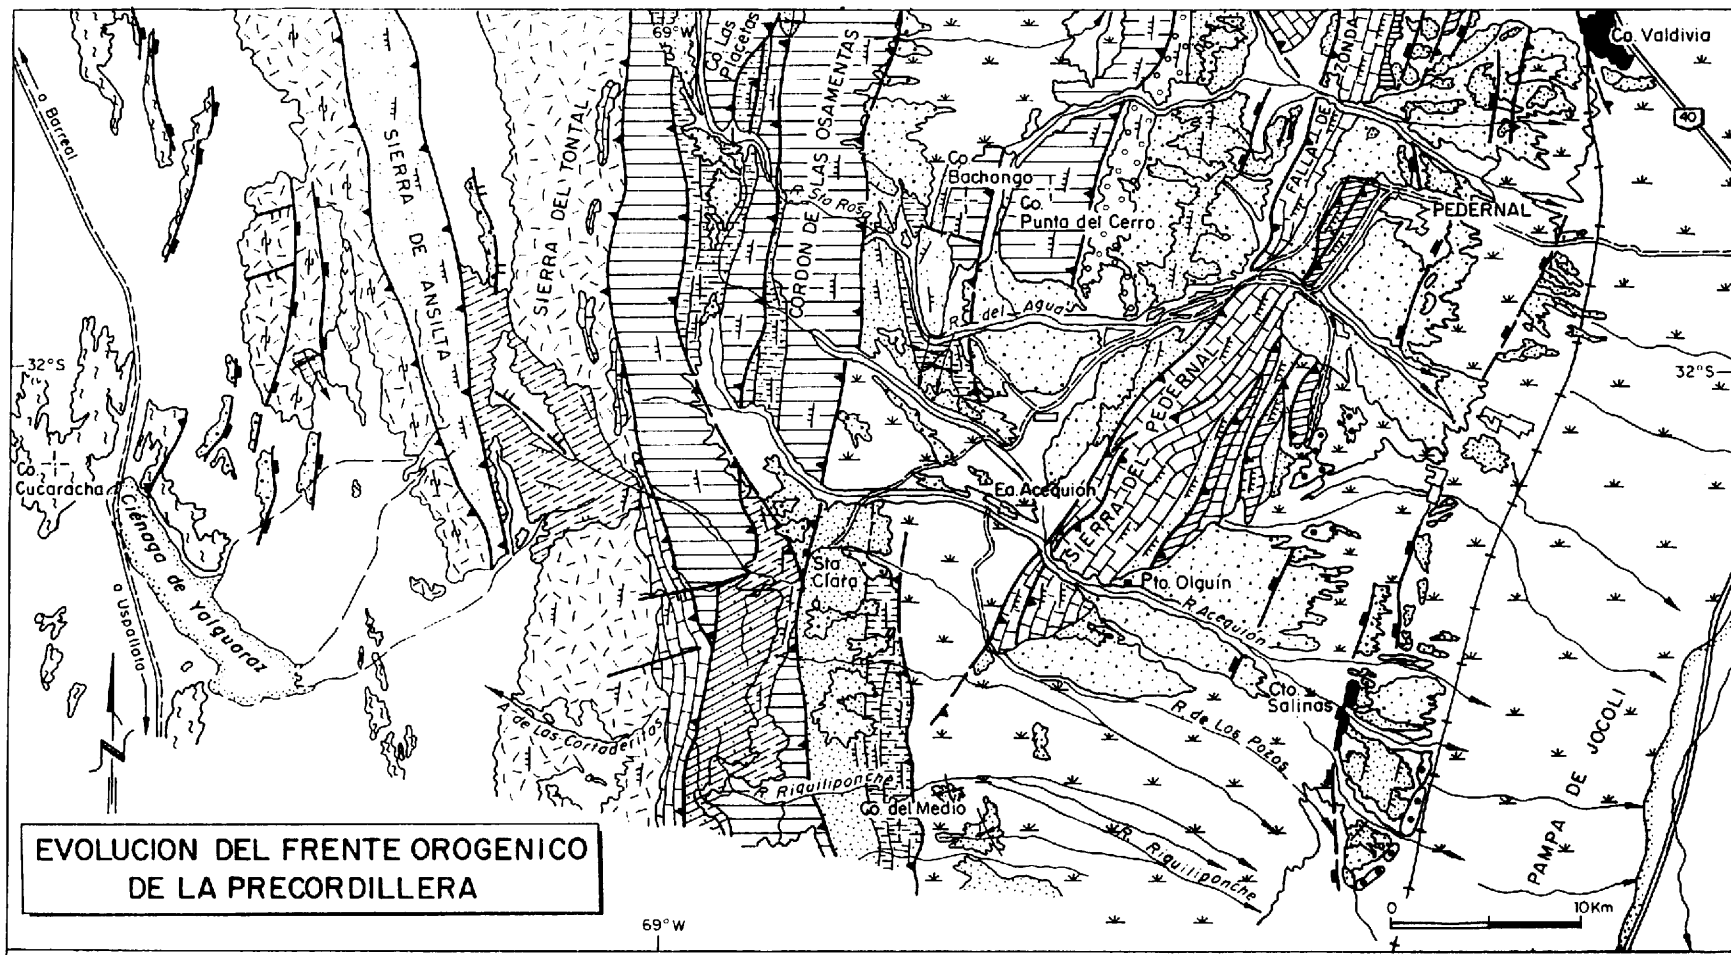 69°W
Co. Las
Placetas
CORDON DE LAS OSAMENTAS
FALLA DE ZONDA
Co. Valdivia
40
a Barreal
SIERRA DE ANSILTA
SIERRA DEL TONTAL
R. Sta Rosa
Co.
Bachongo
Co.
Punta del Cerro
PEDERNAL
R. del Agua
32°S
32°S
Co.
Cucaracha
Ciénaga de Yalguaraz
a Uspallata
Ea. Acequión
SIERRA DEL PEDERNAL
Sta.
Clara
Pto. Olguín
R. Acequión
A. de Las Cortaderitas
Cto.
Salinas
R. de Los Pozos
R. Riquiliponche
Co. del Medio
R. Riquiliponche
PAMPA DE JOCOLI
EVOLUCION DEL FRENTE OROGENICO
DE LA PRECORDILLERA
69°W
0 10Km